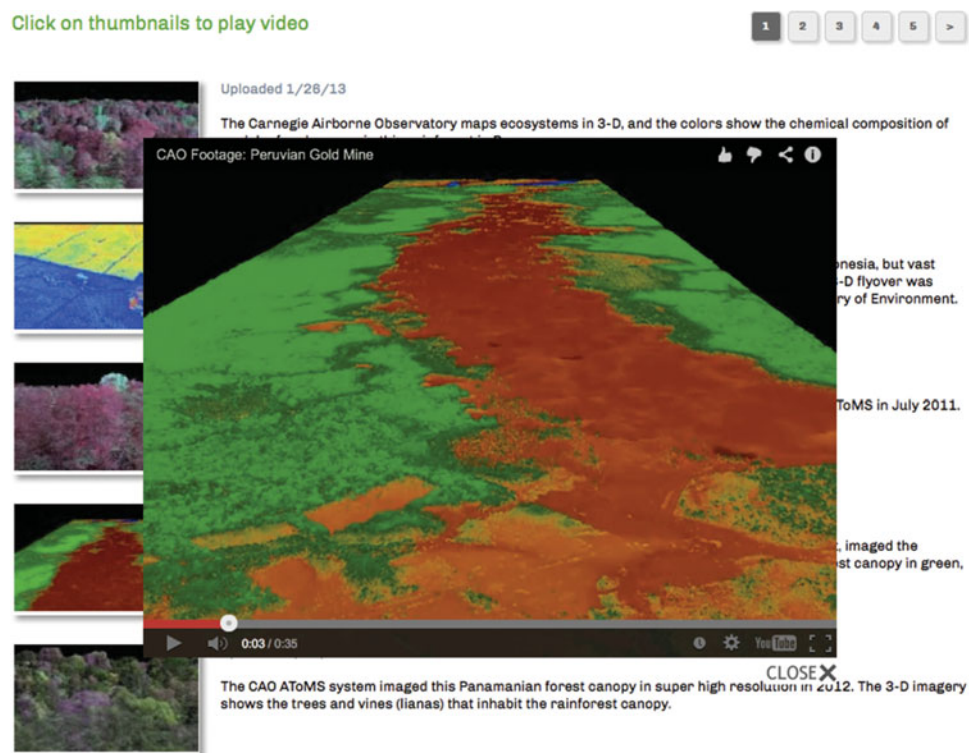 Click on thumbnails to play video
1 2 3 4 5 >
Uploaded 1/26/13
The Carnegie Airborne Observatory maps ecosystems in 3-D, and the colors show the chemical composition of
CAO Footage: Peruvian Gold Mine
onesia, but vast
-D flyover was
ry of Environment.
ToMS in July 2011.
, imaged the
st canopy in green,
0:03 / 0:35
YouTube
CLOSE X
The CAO AToMS system imaged this Panamanian forest canopy in super high resolution in 2012. The 3-D imagery
shows the trees and vines (lianas) that inhabit the rainforest canopy.